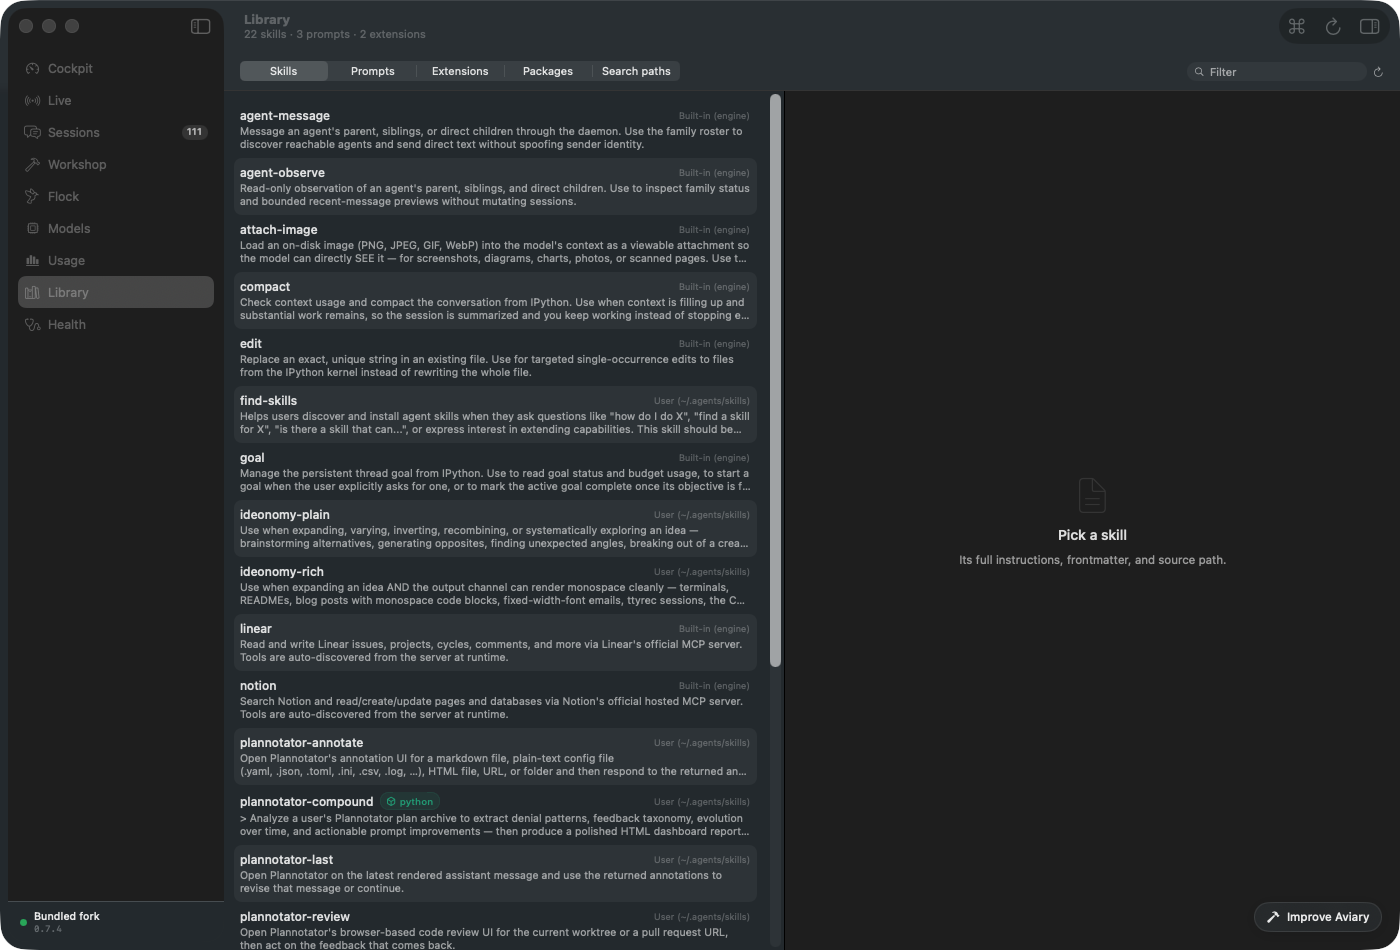 Library
22 skills · 3 prompts · 2 extensions
Cockpit
Live
Sessions 111
Workshop
Flock
Models
Usage
Library
Health
Bundled fork
0.7.4
Skills Prompts Extensions Packages Search paths
Filter
agent-message Built-in (engine)
Message an agent's parent, siblings, or direct children through the daemon. Use the family roster to
discover reachable agents and send direct text without spoofing sender identity.
agent-observe Built-in (engine)
Read-only observation of an agent's parent, siblings, and direct children. Use to inspect family status
and bounded recent-message previews without mutating sessions.
attach-image Built-in (engine)
Load an on-disk image (PNG, JPEG, GIF, WebP) into the model's context as a viewable attachment so
the model can directly SEE it — for screenshots, diagrams, charts, photos, or scanned pages. Use t...
compact Built-in (engine)
Check context usage and compact the conversation from IPython. Use when context is filling up and
substantial work remains, so the session is summarized and you keep working instead of stopping e...
edit Built-in (engine)
Replace an exact, unique string in an existing file. Use for targeted single-occurrence edits to files
from the IPython kernel instead of rewriting the whole file.
find-skills User (~/.agents/skills)
Helps users discover and install agent skills when they ask questions like "how do I do X", "find a skill
for X", "is there a skill that can...", or express interest in extending capabilities. This skill should be...
goal Built-in (engine)
Manage the persistent thread goal from IPython. Use to read goal status and budget usage, to start a
goal when the user explicitly asks for one, or to mark the active goal complete once its objective is f...
ideonomy-plain User (~/.agents/skills)
Use when expanding, varying, inverting, recombining, or systematically exploring an idea —
brainstorming alternatives, generating opposites, finding unexpected angles, breaking out of a crea...
ideonomy-rich User (~/.agents/skills)
Use when expanding an idea AND the output channel can render monospace cleanly — terminals,
READMEs, blog posts with monospace code blocks, fixed-width-font emails, ttyrec sessions, the C...
linear Built-in (engine)
Read and write Linear issues, projects, cycles, comments, and more via Linear's official MCP server.
Tools are auto-discovered from the server at runtime.
notion Built-in (engine)
Search Notion and read/create/update pages and databases via Notion's official hosted MCP server.
Tools are auto-discovered from the server at runtime.
plannotator-annotate User (~/.agents/skills)
Open Plannotator's annotation UI for a markdown file, plain-text config file
(.yaml, .json, .toml, .ini, .csv, .log, ...), HTML file, URL, or folder and then respond to the returned an...
plannotator-compound python User (~/.agents/skills)
> Analyze a user's Plannotator plan archive to extract denial patterns, feedback taxonomy, evolution
over time, and actionable prompt improvements — then produce a polished HTML dashboard report...
plannotator-last User (~/.agents/skills)
Open Plannotator on the latest rendered assistant message and use the returned annotations to
revise that message or continue.
plannotator-review User (~/.agents/skills)
Open Plannotator's browser-based code review UI for the current worktree or a pull request URL,
then act on the feedback that comes back.
Pick a skill
Its full instructions, frontmatter, and source path.
Improve Aviary